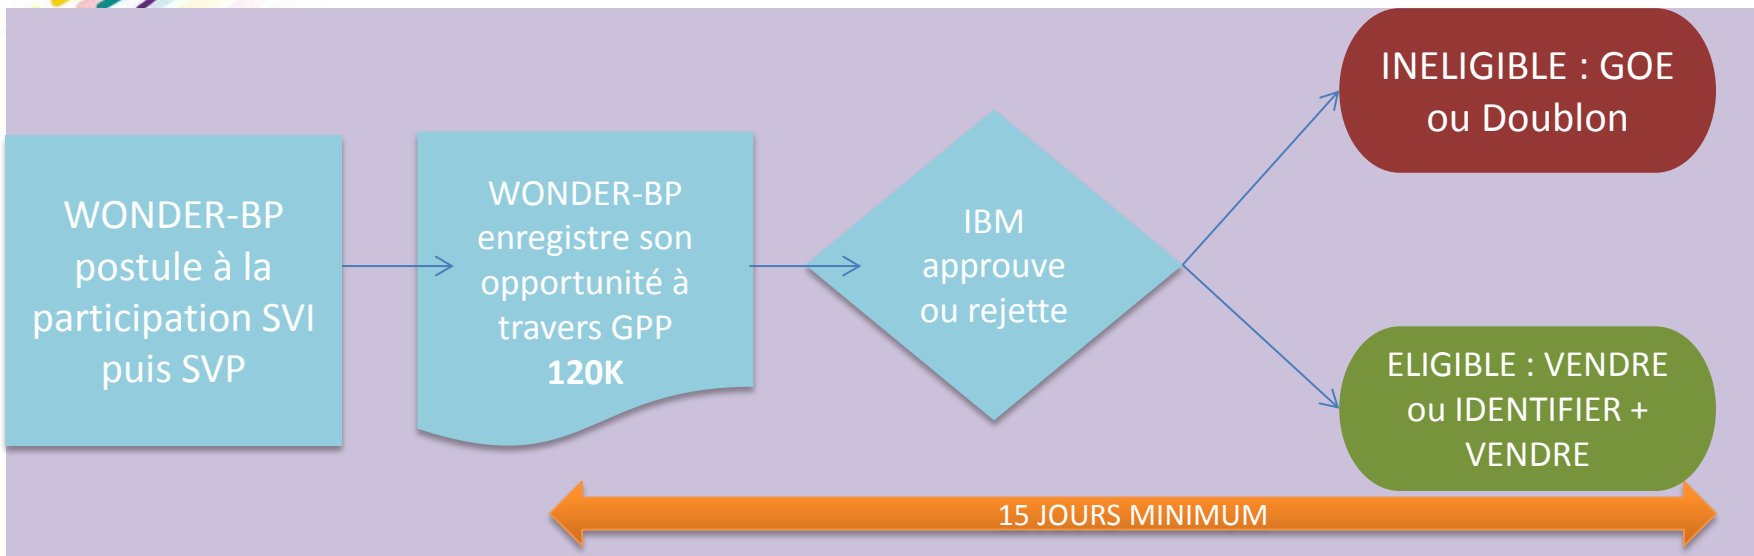 WONDER-BP
postule à la
participation SVI
puis SVP
WONDER-BP
enregistre son
opportunité à
travers GPP
120K
IBM
approuve
ou rejette
INELIGIBLE : GOE
ou Doublon
ELIGIBLE : VENDRE
ou IDENTIFIER +
VENDRE
15 JOURS MINIMUM